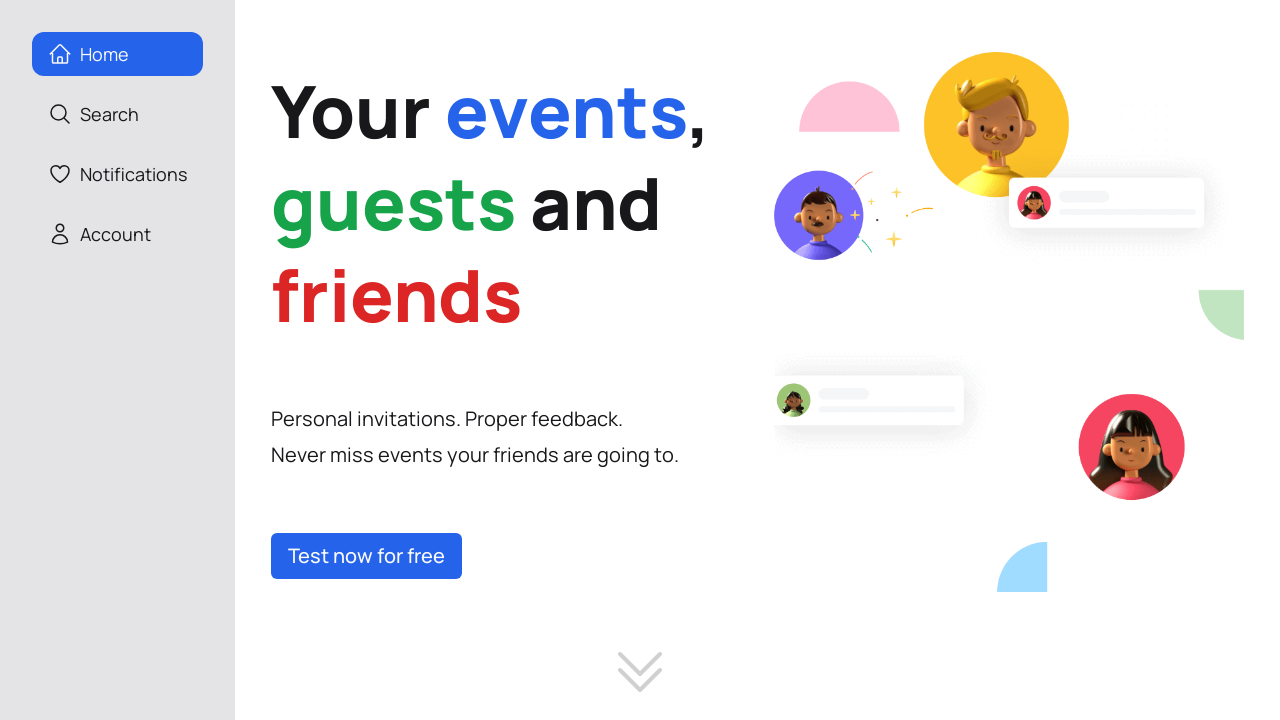 Home
Search
Notifications
Account
Your events,
guests and
friends
Personal invitations. Proper feedback.
Never miss events your friends are going to.
Test now for free